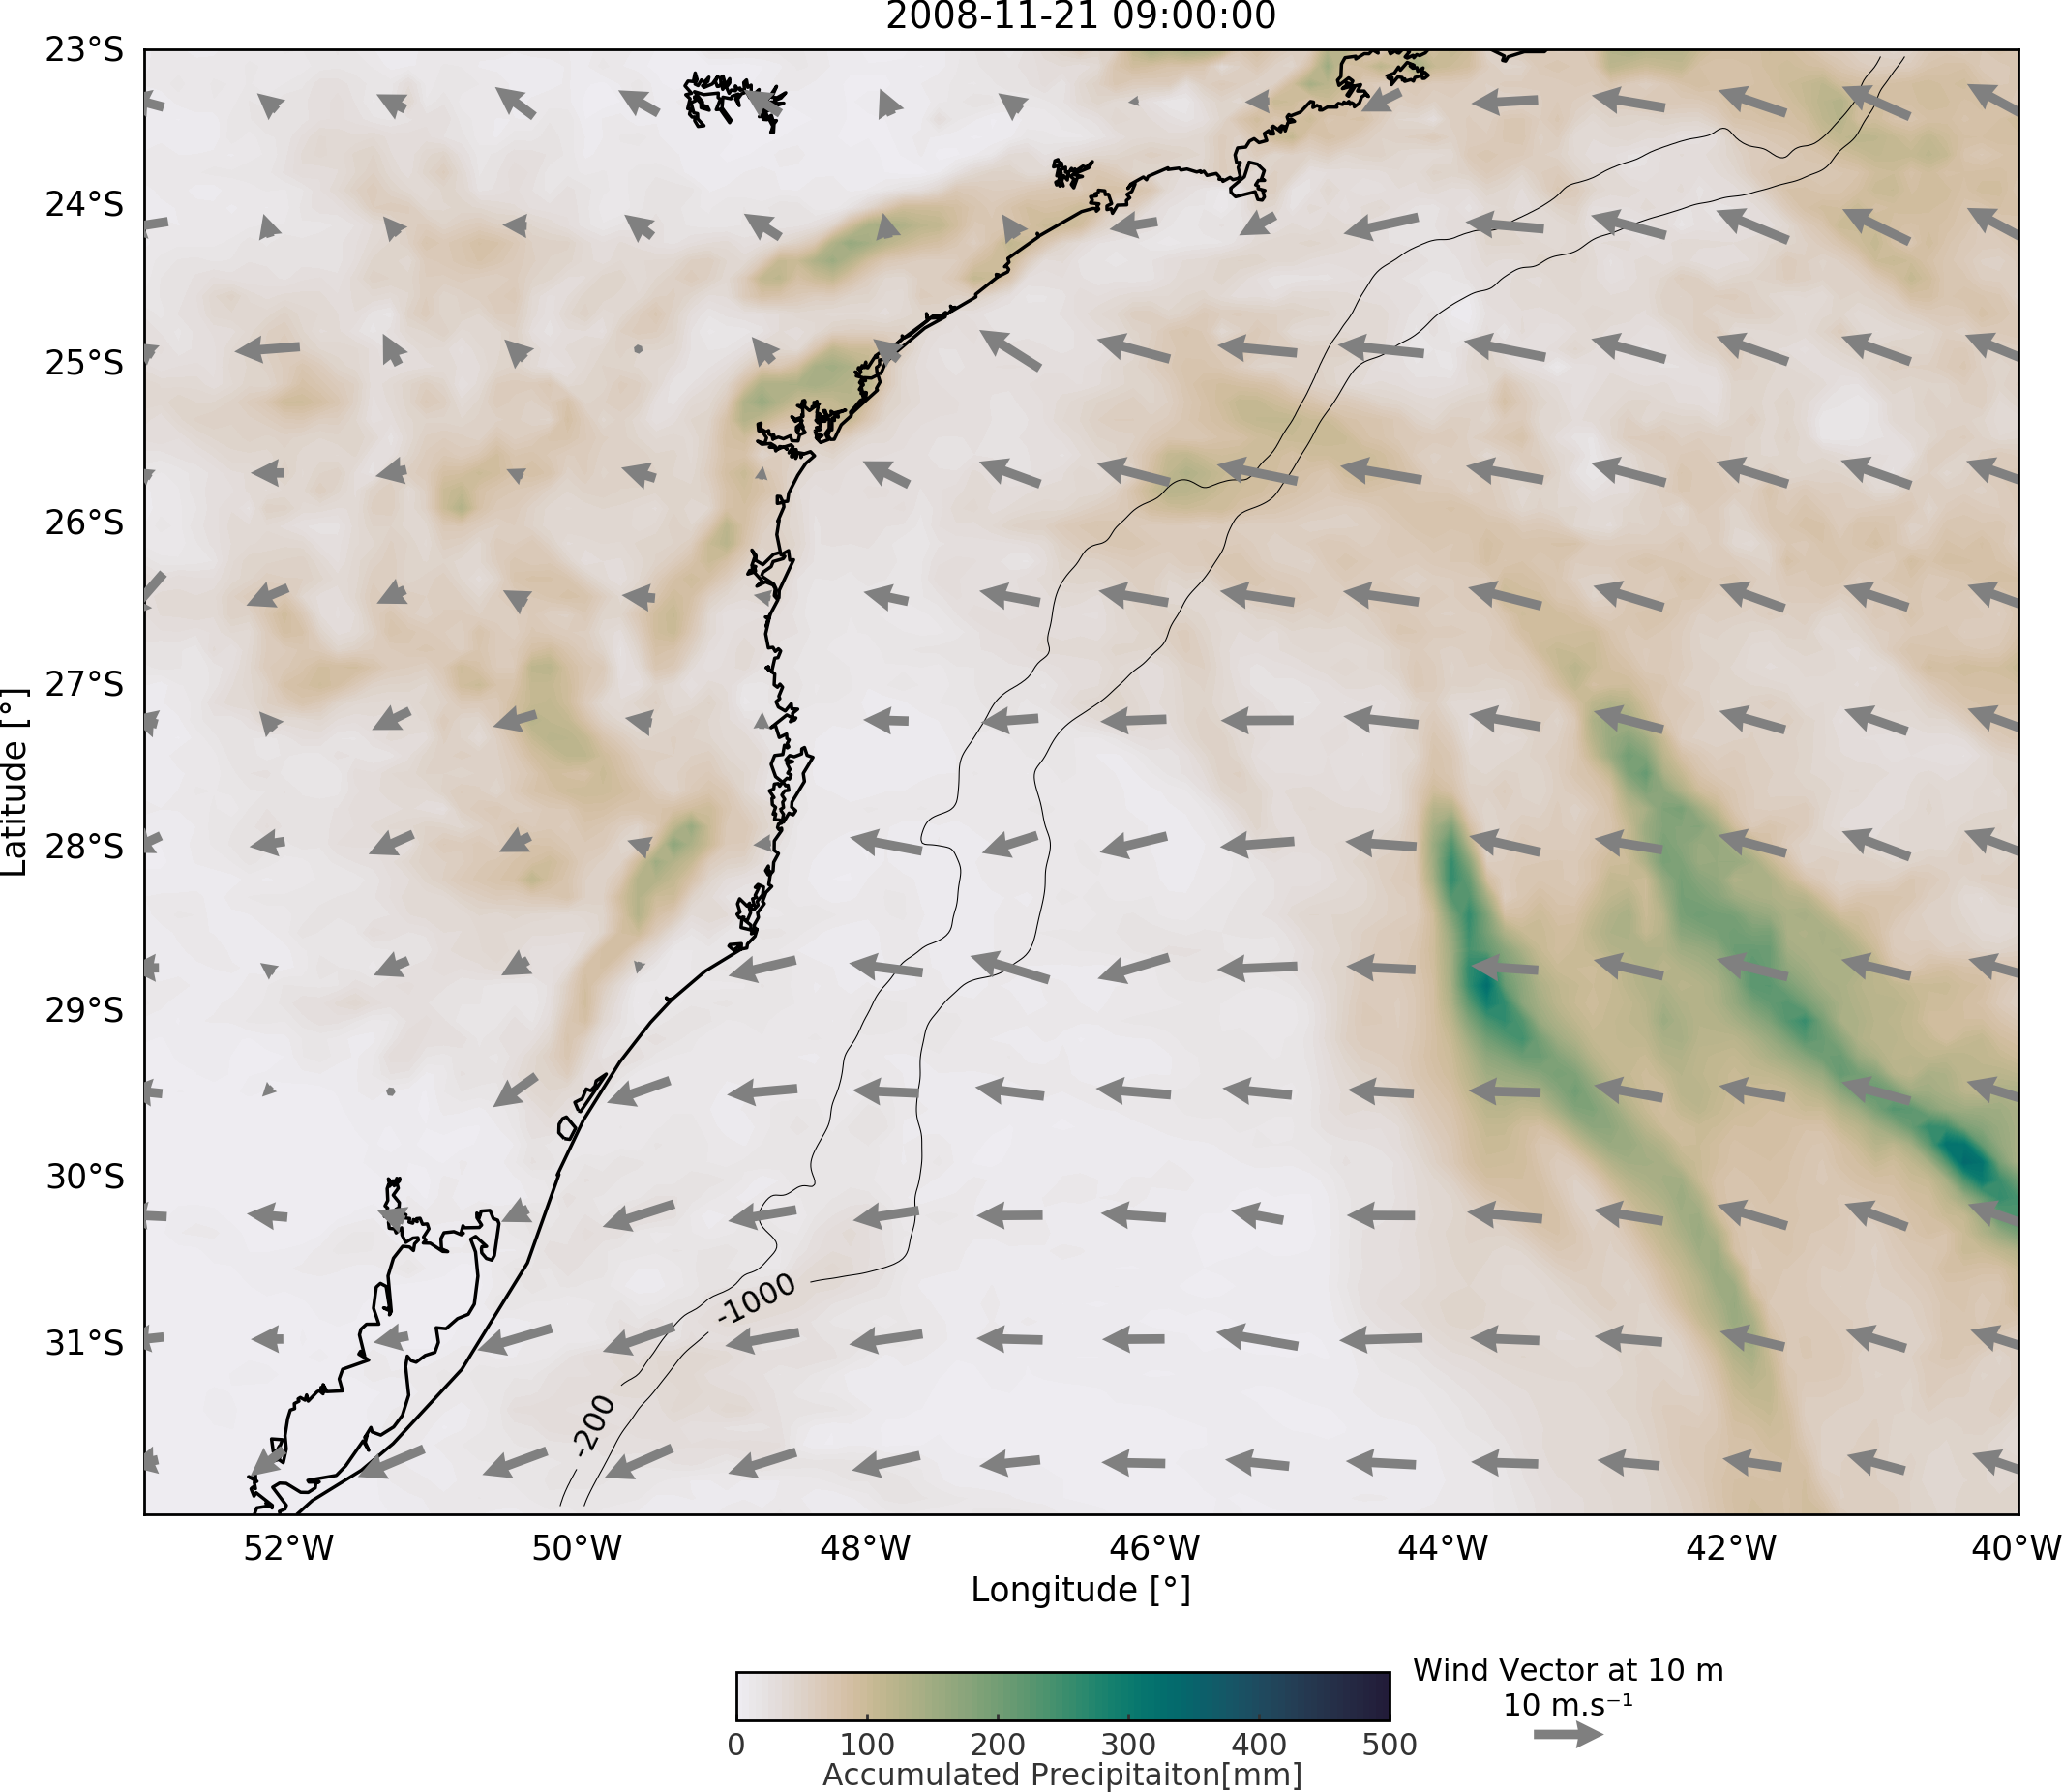 2008-11-21 09:00:00
23°S
24°S
25°S
26°S
27°S
28°S
29°S
30°S
31°S
Latitude [°]
-1000
-200
52°W
50°W
48°W
46°W
44°W
42°W
40°W
Longitude [°]
Wind Vector at 10 m
10 m.s⁻¹
0
100
200
300
400
500
Accumulated Precipitaiton[mm]